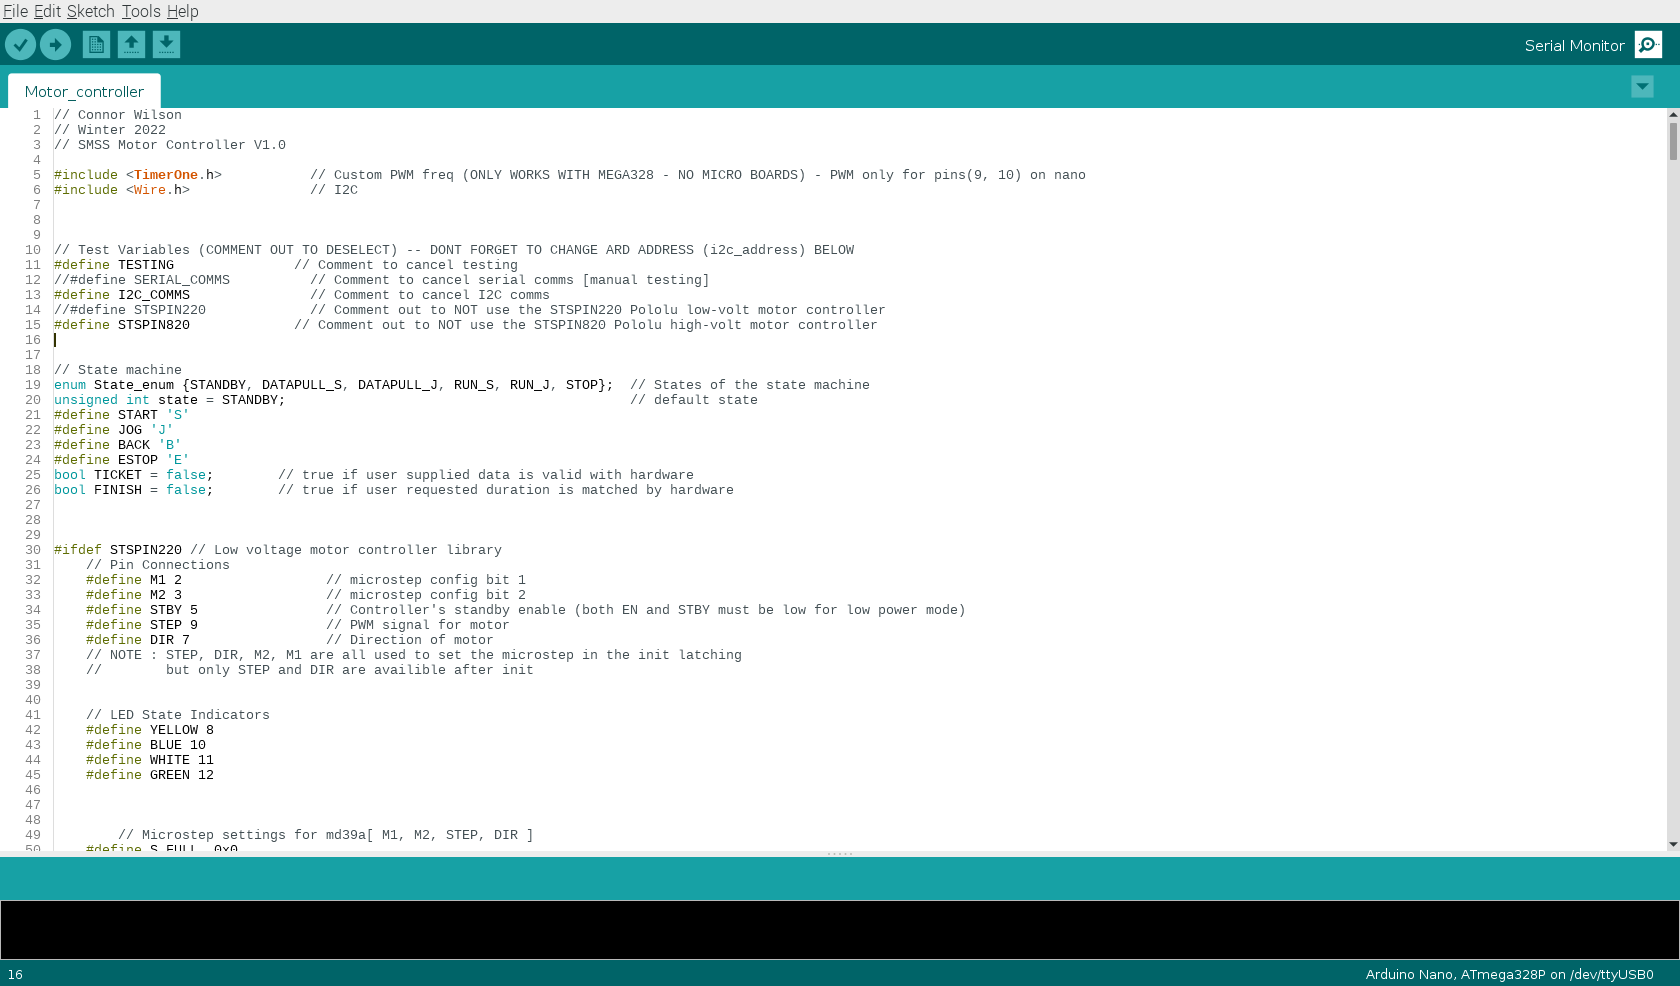 File Edit Sketch Tools Help
Serial Monitor
Motor_controller
1 // Connor Wilson
2 // Winter 2022
3 // SMSS Motor Controller V1.0
4
5 #include <TimerOne.h> // Custom PWM freq (ONLY WORKS WITH MEGA328 - NO MICRO BOARDS) - PWM only for pins(9, 10) on nano
6 #include <Wire.h> // I2C
7
8
9
10 // Test Variables (COMMENT OUT TO DESELECT) -- DONT FORGET TO CHANGE ARD ADDRESS (i2c_address) BELOW
11 #define TESTING // Comment to cancel testing
12 //#define SERIAL_COMMS // Comment to cancel serial comms [manual testing]
13 #define I2C_COMMS // Comment to cancel I2C comms
14 //#define STSPIN220 // Comment out to NOT use the STSPIN220 Pololu low-volt motor controller
15 #define STSPIN820 // Comment out to NOT use the STSPIN820 Pololu high-volt motor controller
16
17
18 // State machine
19 enum State_enum {STANDBY, DATAPULL_S, DATAPULL_J, RUN_S, RUN_J, STOP}; // States of the state machine
20 unsigned int state = STANDBY; // default state
21 #define START 'S'
22 #define JOG 'J'
23 #define BACK 'B'
24 #define ESTOP 'E'
25 bool TICKET = false; // true if user supplied data is valid with hardware
26 bool FINISH = false; // true if user requested duration is matched by hardware
27
28
29
30 #ifdef STSPIN220 // Low voltage motor controller library
31 // Pin Connections
32 #define M1 2 // microstep config bit 1
33 #define M2 3 // microstep config bit 2
34 #define STBY 5 // Controller's standby enable (both EN and STBY must be low for low power mode)
35 #define STEP 9 // PWM signal for motor
36 #define DIR 7 // Direction of motor
37 // NOTE : STEP, DIR, M2, M1 are all used to set the microstep in the init latching
38 // but only STEP and DIR are availible after init
39
40
41 // LED State Indicators
42 #define YELLOW 8
43 #define BLUE 10
44 #define WHITE 11
45 #define GREEN 12
46
47
48
49 // Microstep settings for md39a[ M1, M2, STEP, DIR ]
50 #define S_FULL 0x0
16
Arduino Nano, ATmega328P on /dev/ttyUSB0